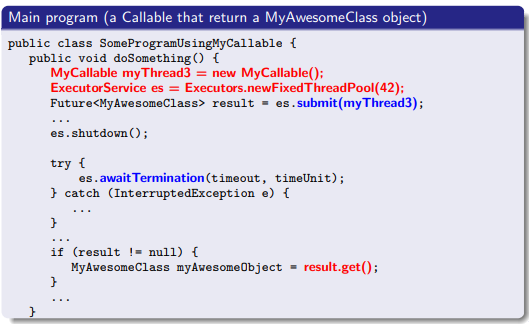 Main program (a Callable that return a MyAwesomeClass object)
public class SomeProgramUsingMyCallable {
public void doSomething() {
MyCallable myThread3 = new MyCallable();
ExecutorService es = Executors.newFixedThreadPool(42);
Future<MyAwesomeClass> result = es.submit(myThread3);
...
es.shutdown();
try {
es.awaitTermination(timeout, timeUnit);
} catch (InterruptedException e) {
...
}
...
if (result != null) {
MyAwesomeClass myAwesomeObject = result.get();
}
...
}